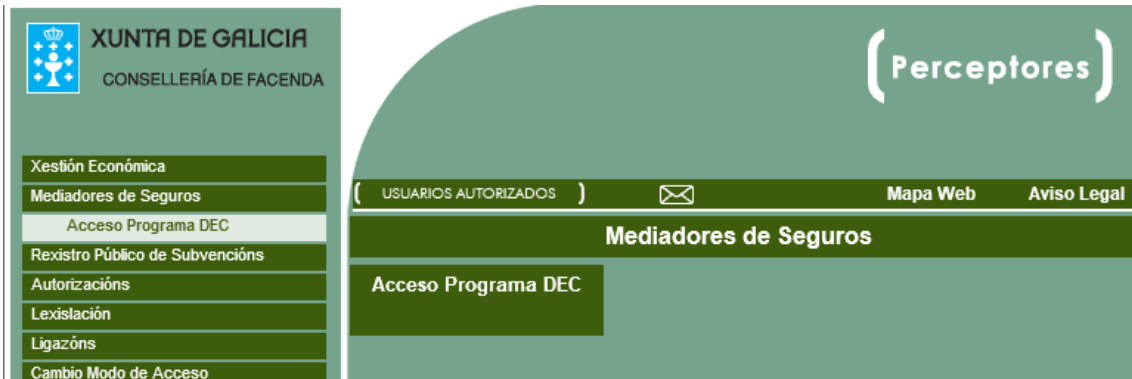 XUNTA DE GALICIA
CONSELLERÍA DE FACENDA
(Perceptores)
Xestión Económica
Mediadores de Seguros
Acceso Programa DEC
Rexistro Público de Subvencións
Autorizacións
Lexislación
Ligazóns
Cambio Modo de Acceso
( USUARIOS AUTORIZADOS )
Mapa Web
Aviso Legal
Mediadores de Seguros
Acceso Programa DEC